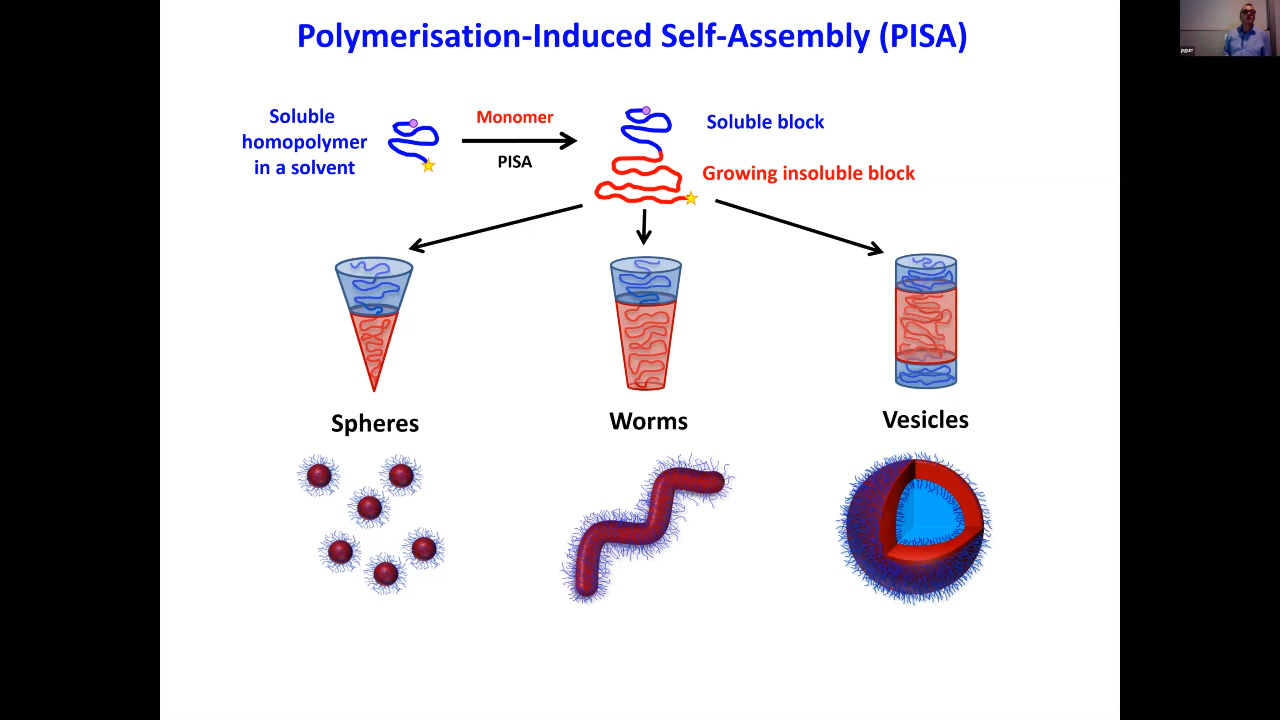 Polymerisation-Induced Self-Assembly (PISA)
Soluble
homopolymer
in a solvent
Monomer
PISA
Soluble block
Growing insoluble block
Spheres
Worms
Vesicles